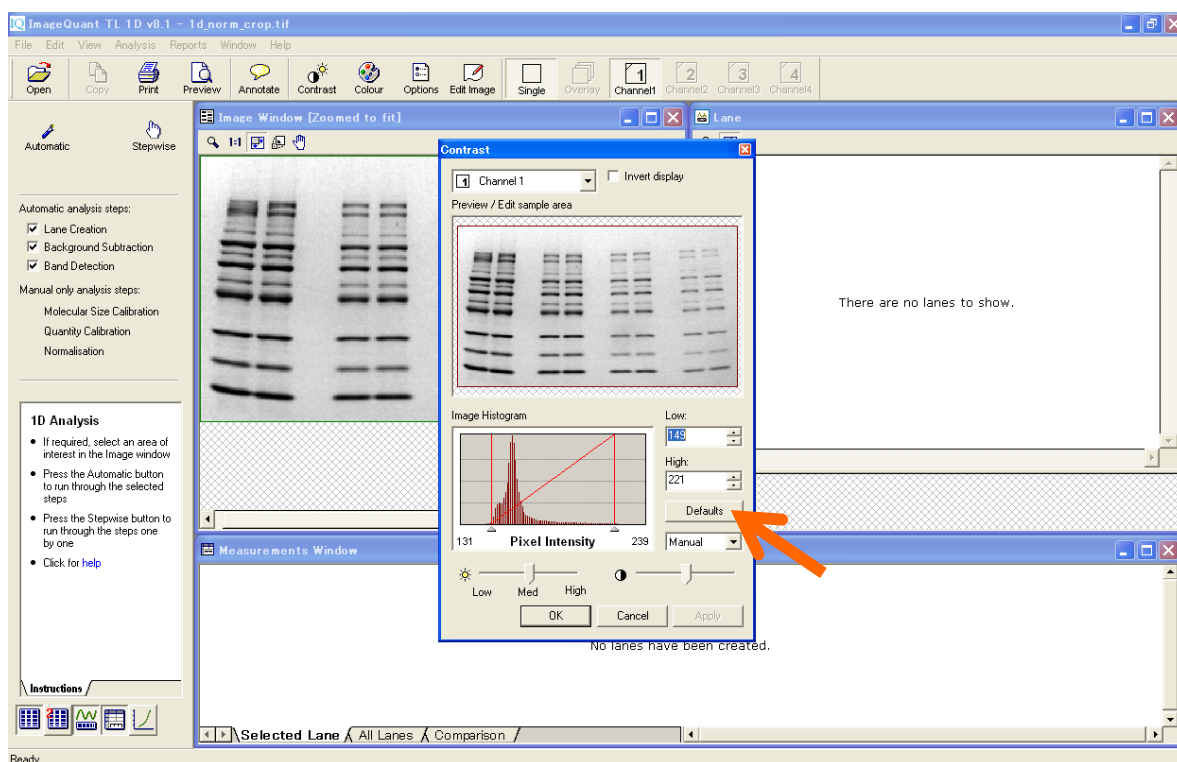 ImageQuant TL 1D v8.1 - 1d_norm_crop.tif
File Edit View Analysis Reports Window Help
Open Copy Print Preview Annotate Contrast Colour Options Edit Image Single Overlay Channel1 Channel2 Channel3 Channel4
1 2 3 4
Automatic Stepwise
Automatic analysis steps:
Lane Creation
Background Subtraction
Band Detection
Manual only analysis steps:
Molecular Size Calibration
Quantity Calibration
Normalisation
1D Analysis
If required, select an area of
interest in the Image window
Press the Automatic button
to run through the selected
steps
Press the Stepwise button to
run through the steps one
by one
Click for help
Instructions
Image Window [Zoomed to fit]
1:1
Contrast
1 Channel 1
Invert display
Preview / Edit sample area
Image Histogram
Low:
149
High:
221
Defaults
131 Pixel Intensity 239
Manual
Low Med High
OK Cancel Apply
Lane
There are no lanes to show.
Measurements Window
No lanes have been created.
Selected Lane All Lanes Comparison
Ready